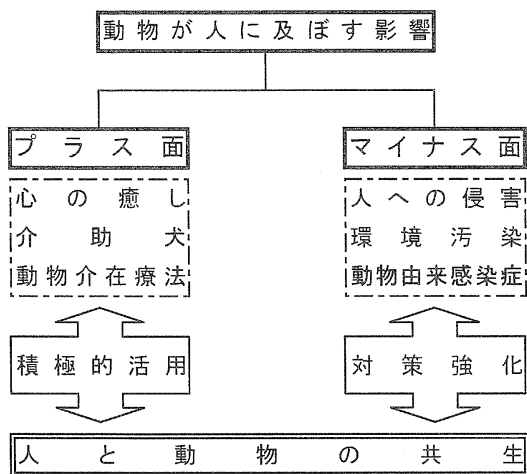 動物が人に及ぼす影響
プラス面
心の癒し
介助犬
動物介在療法
マイナス面
人への侵害
環境汚染
動物由来感染症
積極的活用
対策強化
人と動物の共生